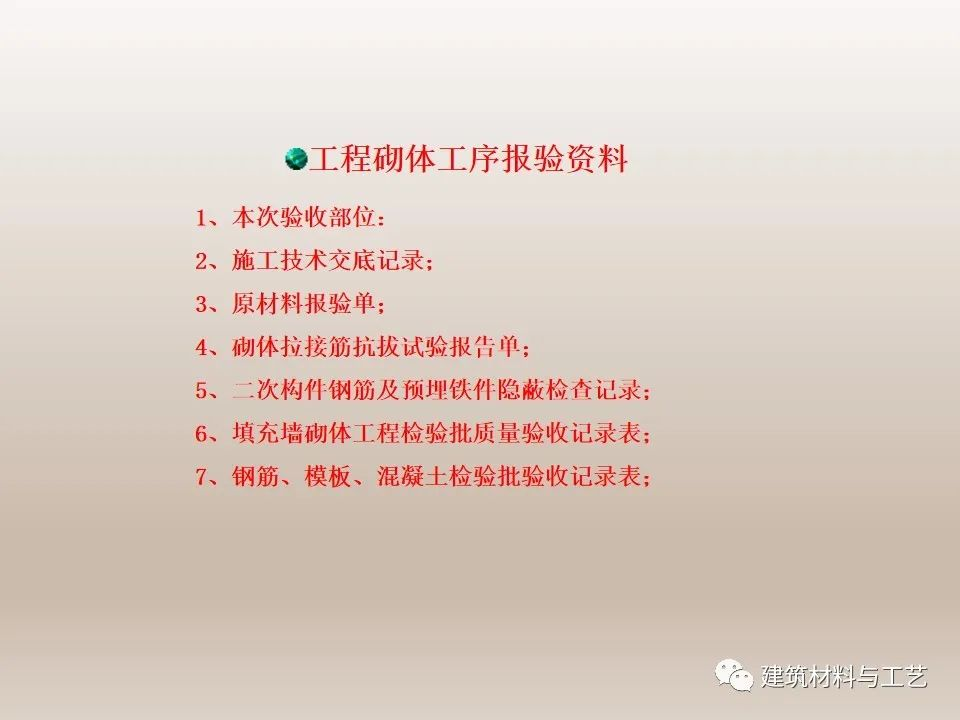 工程砌体工序报验资料
1、本次验收部位：
2、施工技术交底记录；
3、原材料报验单；
4、砌体拉接筋抗拔试验报告单；
5、二次构件钢筋及预埋铁件隐蔽检查记录；
6、填充墙砌体工程检验批质量验收记录表；
7、钢筋、模板、混凝土检验批验收记录表；
建筑材料与工艺